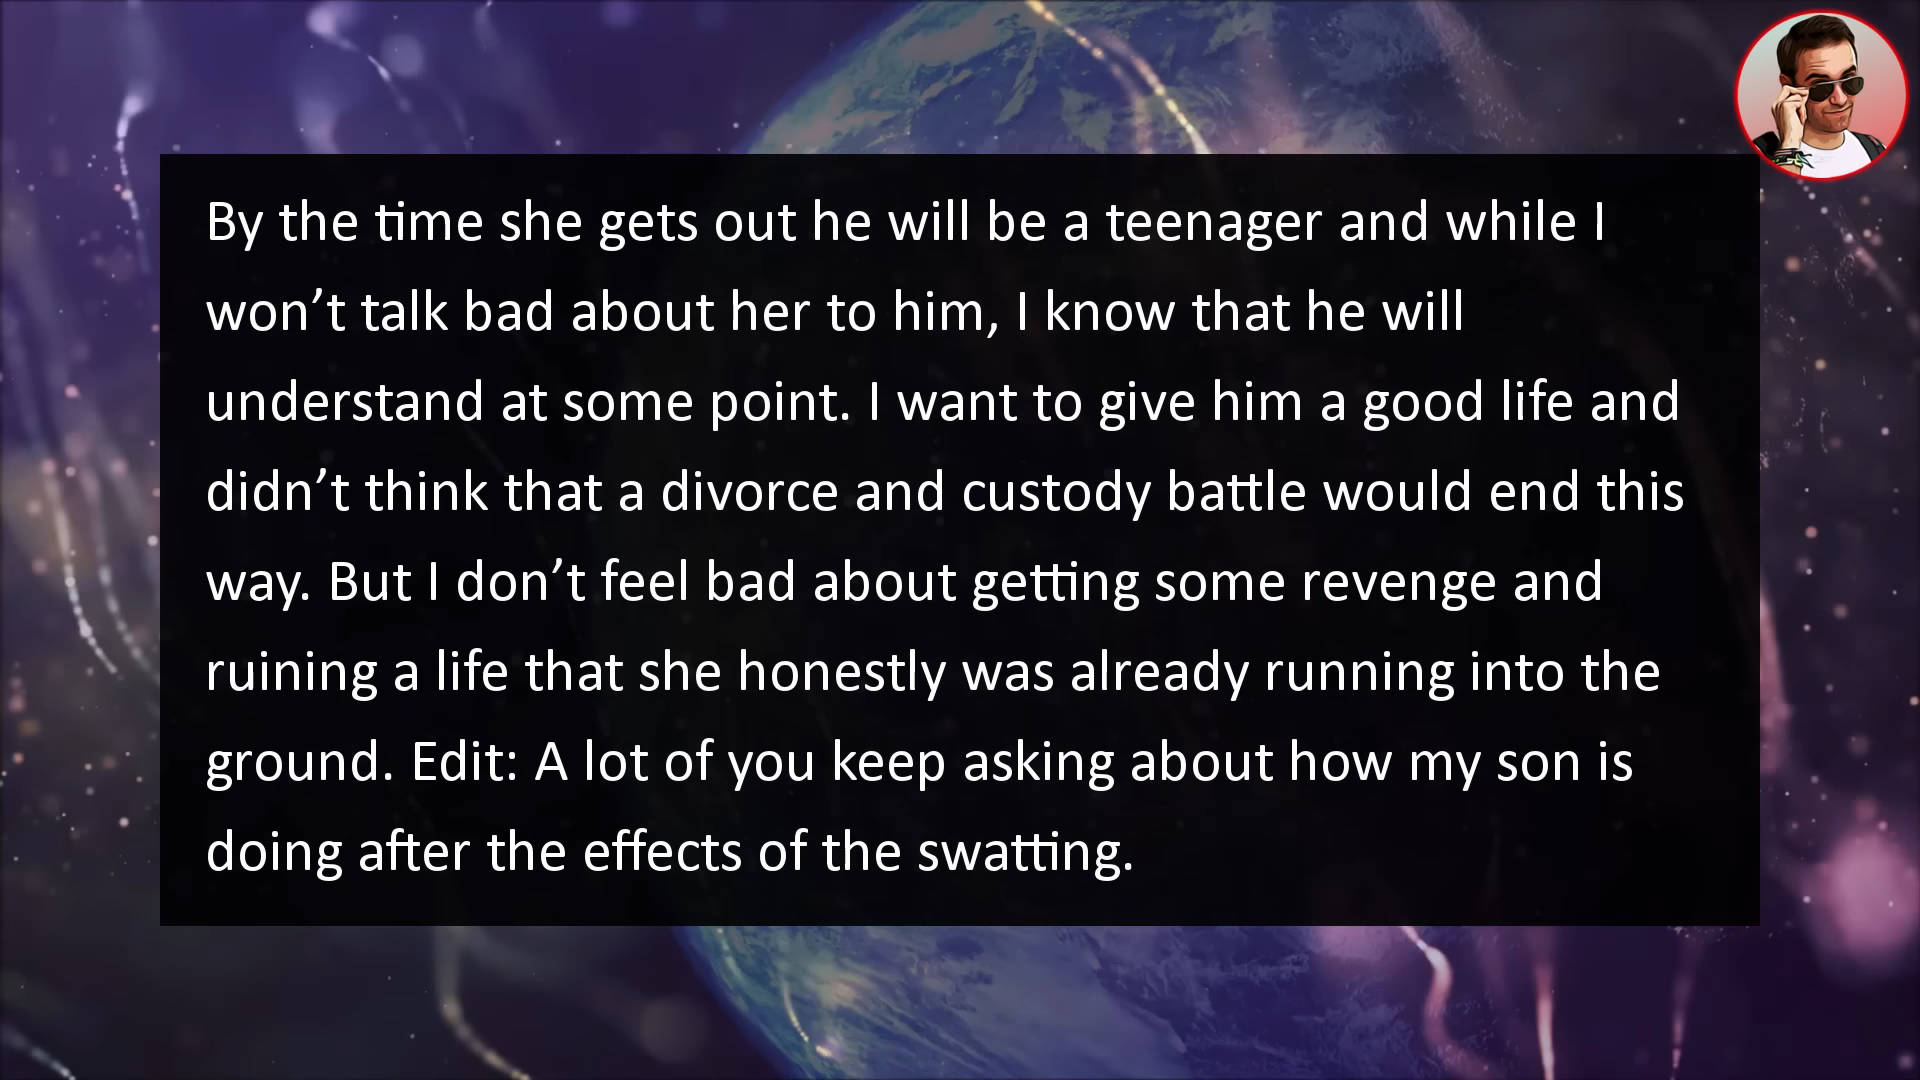 By the time she gets out he will be a teenager and while I
won’t talk bad about her to him, I know that he will
understand at some point. I want to give him a good life and
didn’t think that a divorce and custody battle would end this
way. But I don’t feel bad about getting some revenge and
ruining a life that she honestly was already running into the
ground. Edit: A lot of you keep asking about how my son is
doing after the effects of the swatting.